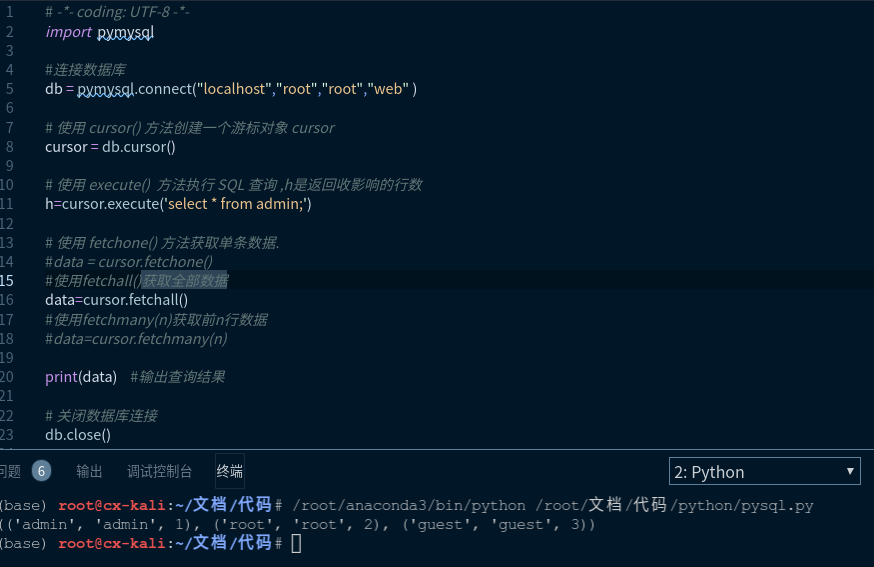 1 # -*- coding: UTF-8 -*-
2 import pymysql
3
4 #连接数据库
5 db = pymysql.connect("localhost","root","root","web" )
6
7 # 使用 cursor() 方法创建一个游标对象 cursor
8 cursor = db.cursor()
9
10 # 使用 execute() 方法执行 SQL 查询 ,h是返回收影响的行数
11 h=cursor.execute('select * from admin;')
12
13 # 使用 fetchone() 方法获取单条数据.
14 #data = cursor.fetchone()
15 #使用fetchall()获取全部数据
16 data=cursor.fetchall()
17 #使用fetchmany(n)获取前n行数据
18 #data=cursor.fetchmany(n)
19
20 print(data) #输出查询结果
21
22 # 关闭数据库连接
23 db.close()
问题 6 输出 调试控制台 终端 2: Python
(base) root@cx-kali:~/文档/代码# /root/anaconda3/bin/python /root/文档/代码/python/pysql.py
(('admin', 'admin', 1), ('root', 'root', 2), ('guest', 'guest', 3))
(base) root@cx-kali:~/文档/代码#